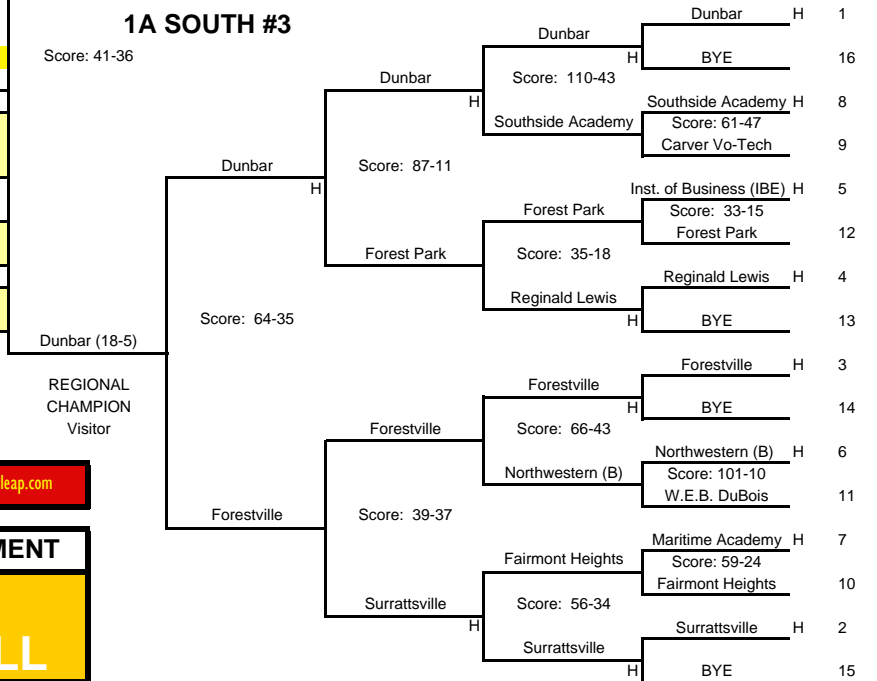 1A SOUTH #3
Score: 41-36
Dunbar H 1
Dunbar
H BYE 16
Dunbar
Score: 110-43
H
Southside Academy H 8
Southside Academy
Score: 61-47
Carver Vo-Tech 9
Dunbar
Score: 87-11
H
Inst. of Business (IBE) H 5
Forest Park
Score: 33-15
Forest Park 12
Forest Park
Score: 35-18
Reginald Lewis H 4
Reginald Lewis
H BYE 13
Score: 64-35
Dunbar (18-5)
REGIONAL
CHAMPION
Visitor
Forestville H 3
Forestville
H BYE 14
Forestville
Score: 66-43
Northwestern (B) H 6
Northwestern (B)
Score: 101-10
W.E.B. DuBois 11
leap.com
Forestville
Score: 39-37
Maritime Academy H 7
MENT
Fairmont Heights
Score: 59-24
Fairmont Heights 10
Surrattsville
Score: 56-34
H
Surrattsville H 2
LL
Surrattsville
H BYE 15